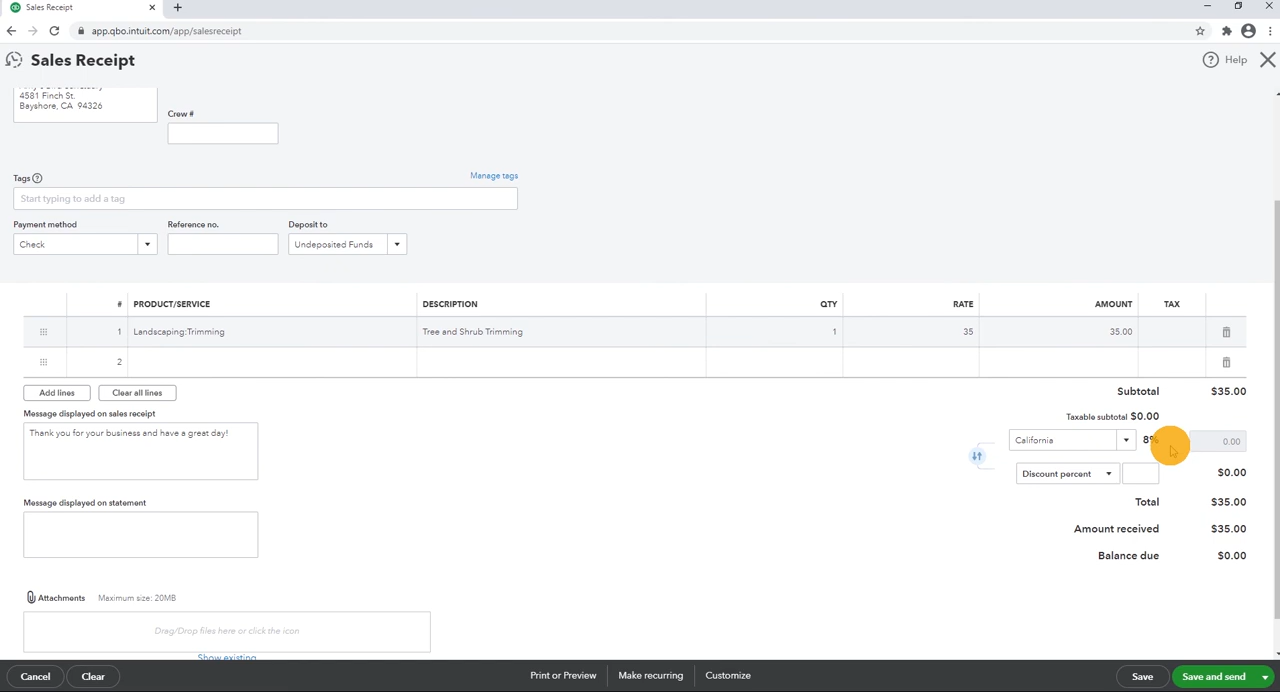 Sales Receipt
app.qbo.intuit.com/app/salesreceipt
Sales Receipt
Help
4581 Finch St.
Bayshore, CA 94326
Crew #
Tags
Manage tags
Start typing to add a tag
Payment method
Reference no.
Deposit to
Check
Undeposited Funds
# PRODUCT/SERVICE DESCRIPTION QTY RATE AMOUNT TAX
1 Landscaping:Trimming Tree and Shrub Trimming 1 35 35.00
2
Add lines Clear all lines
Subtotal $35.00
Message displayed on sales receipt
Taxable subtotal $0.00
Thank you for your business and have a great day!
California 8% 0.00
Discount percent $0.00
Message displayed on statement
Total $35.00
Amount received $35.00
Balance due $0.00
Attachments Maximum size: 20MB
Drag/Drop files here or click the icon
Show existing
Cancel Clear Print or Preview Make recurring Customize Save Save and send